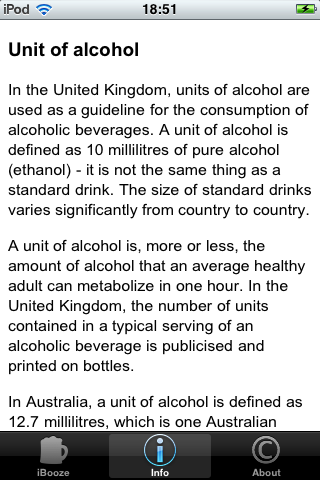 iPod 18:51
Unit of alcohol
In the United Kingdom, units of alcohol are
used as a guideline for the consumption of
alcoholic beverages. A unit of alcohol is
defined as 10 millilitres of pure alcohol
(ethanol) - it is not the same thing as a
standard drink. The size of standard drinks
varies significantly from country to country.
A unit of alcohol is, more or less, the
amount of alcohol that an average healthy
adult can metabolize in one hour. In the
United Kingdom, the number of units
contained in a typical serving of an
alcoholic beverage is publicised and
printed on bottles.
In Australia, a unit of alcohol is defined as
12.7 millilitres, which is one Australian
iBooze Info About